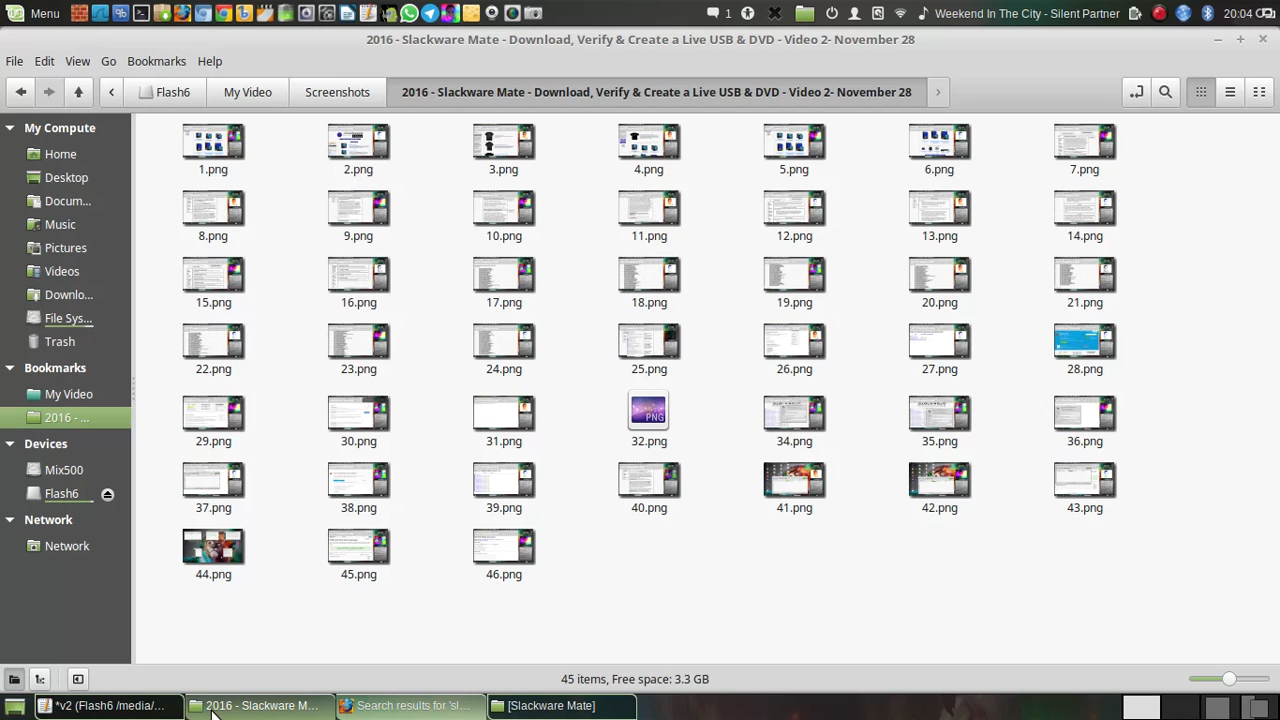 Menu
1
Weekend In The City - Silent Partner
20:04
2016 - Slackware Mate - Download, Verify & Create a Live USB & DVD - Video 2- November 28
File Edit View Go Bookmarks Help
Flash6 My Video Screenshots 2016 - Slackware Mate - Download, Verify & Create a Live USB & DVD - Video 2- November 28
My Compute
Home
Desktop
Docum...
Music
Pictures
Videos
Downlo...
File Sys...
Trash
Bookmarks
My Video
2016 - ...
Devices
Mix500
Flash6
Network
Network
1.png 2.png 3.png 4.png 5.png 6.png 7.png
8.png 9.png 10.png 11.png 12.png 13.png 14.png
15.png 16.png 17.png 18.png 19.png 20.png 21.png
22.png 23.png 24.png 25.png 26.png 27.png 28.png
PNG
29.png 30.png 31.png 32.png 34.png 35.png 36.png
37.png 38.png 39.png 40.png 41.png 42.png 43.png
44.png 45.png 46.png
45 items, Free space: 3.3 GB
*v2 (Flash6 /media/... 2016 - Slackware M... Search results for 'sl... [Slackware Mate]